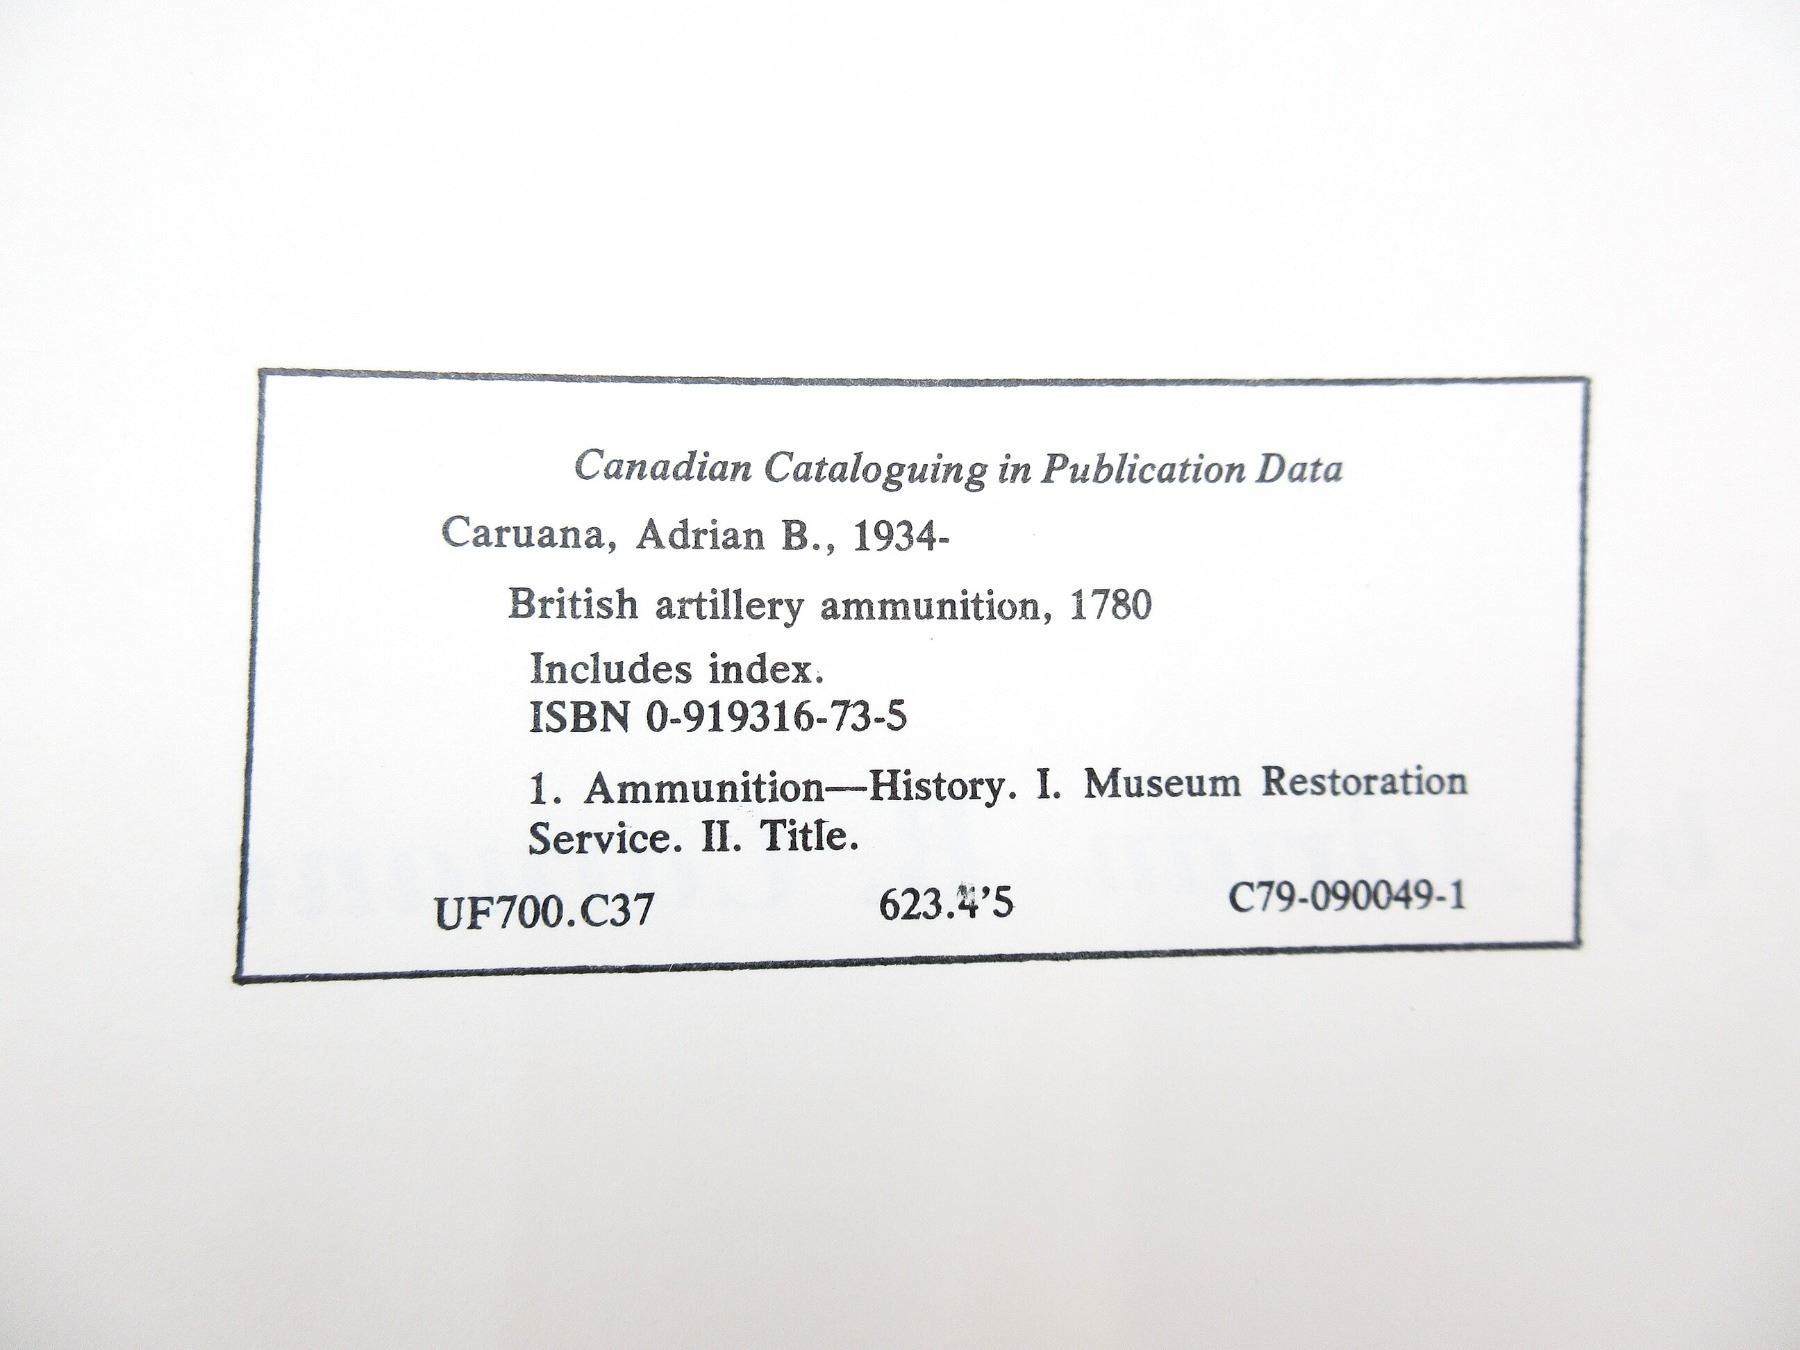 Canadian Cataloguing in Publication Data
Caruana, Adrian B., 1934-
British artillery ammunition, 1780
Includes index.
ISBN 0-919316-73-5
1. Ammunition—History. I. Museum Restoration
Service. II. Title.
UF700.C37 623.4'5 C79-090049-1